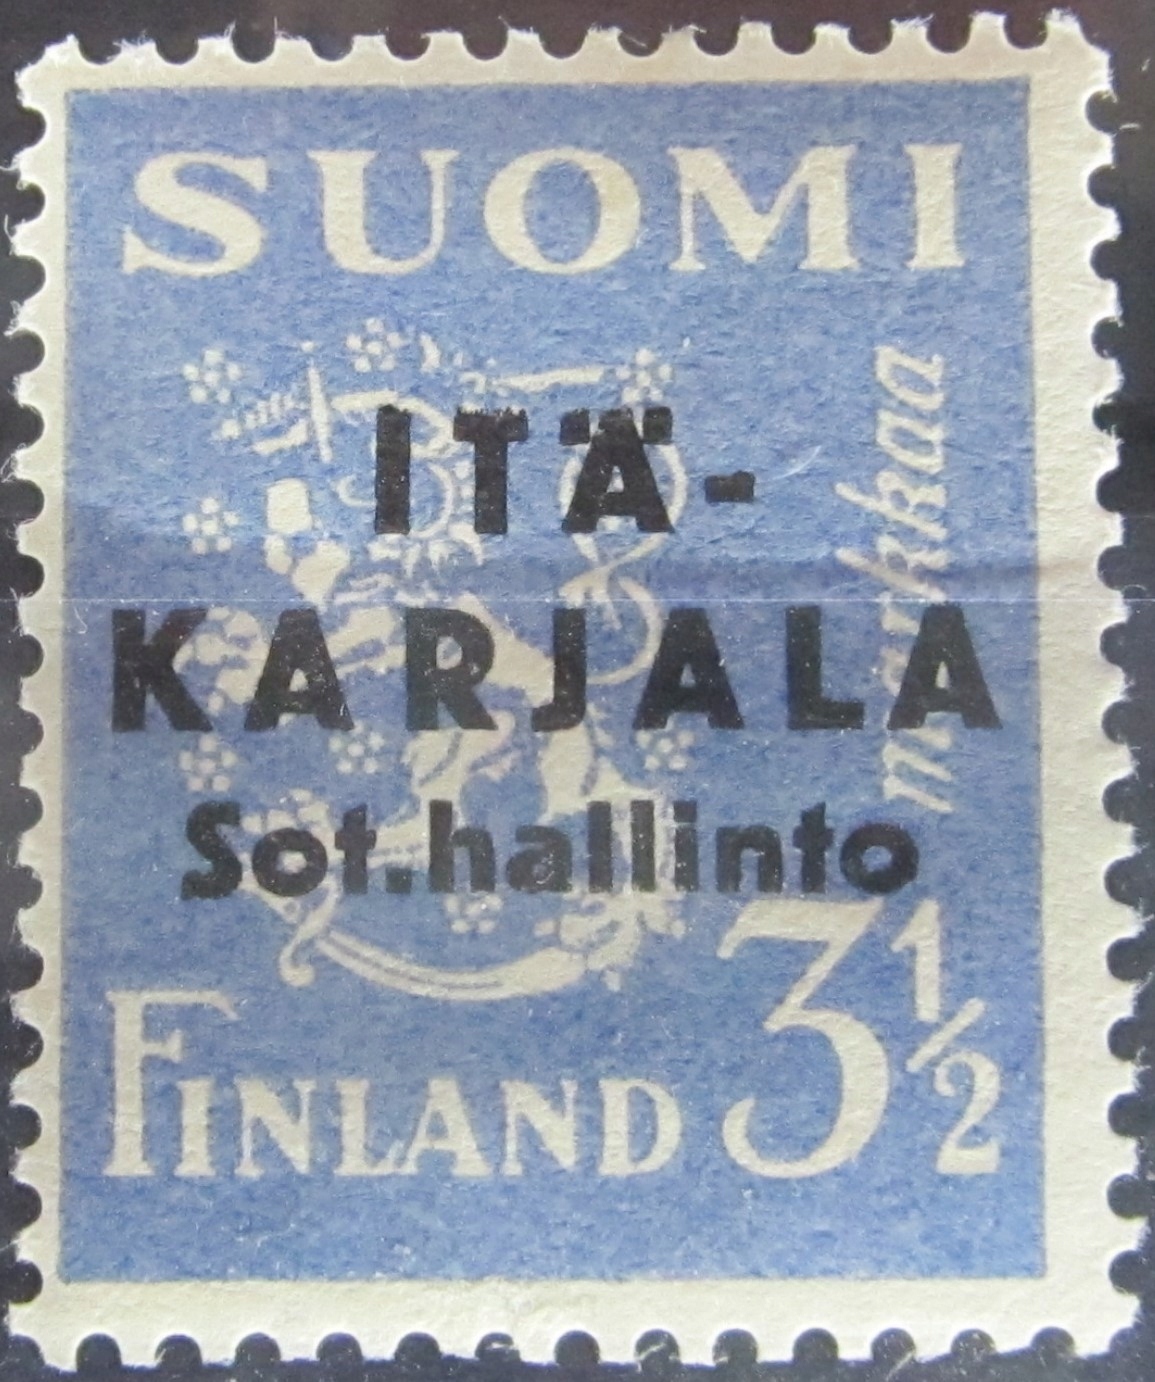 SUOMI
markkaa
ITÄ-
KARJALA
Sot.hallinto
3½
FINLAND